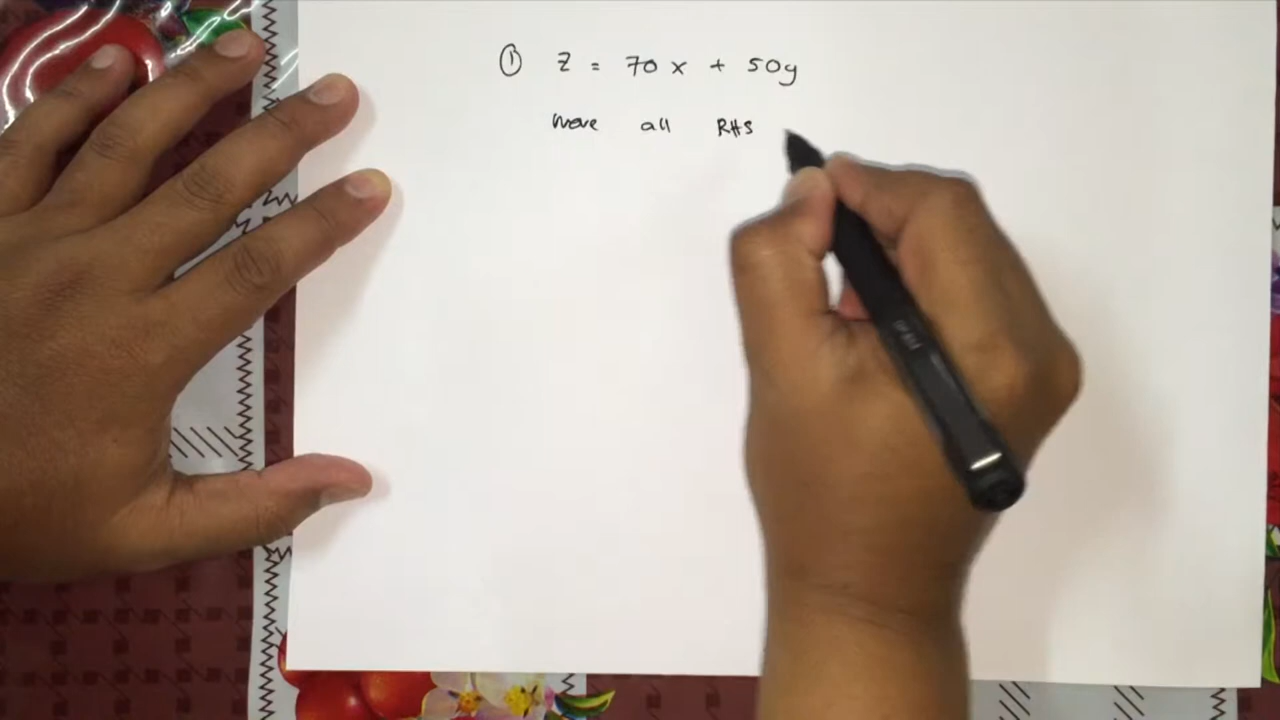 ① Z = 70x + 50y
move all RHS